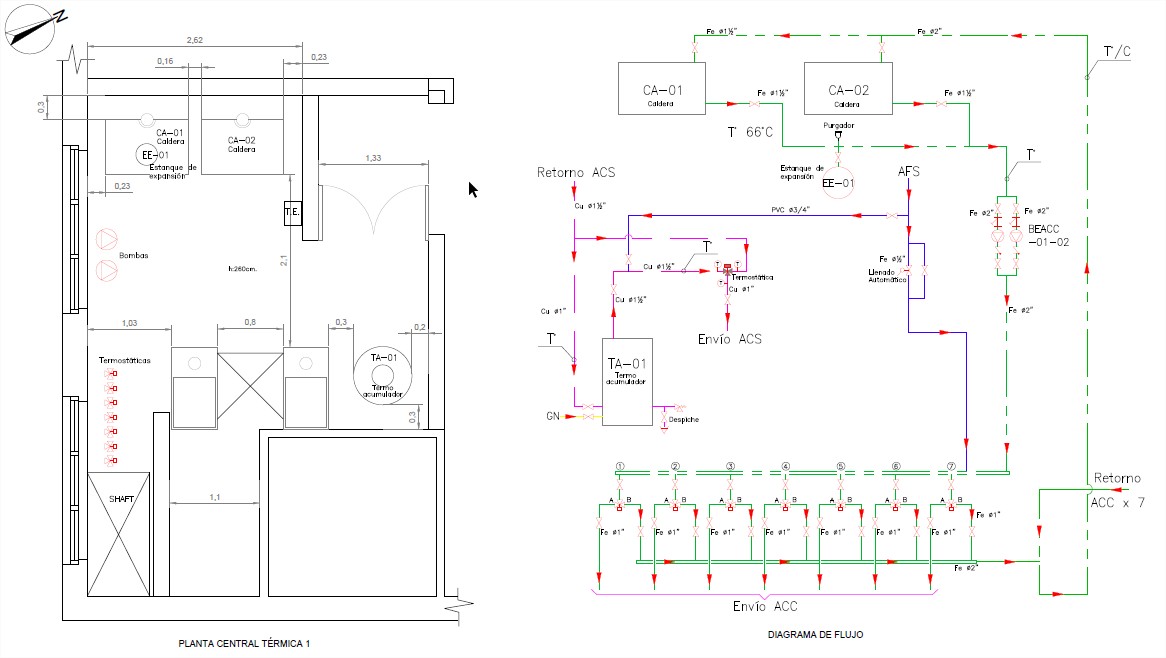 N
2,62
0,16
0,23
0,3
CA-01
Caldera
CA-02
Caldera
EE-01
Estanque de
expansión
0,23
1,33
T.E.
Bombas
h:260cm.
2,1
1,03
0,8
0,3
0,2
Termostáticas
TA-01
Termo
acumulador
0,3
SHAFT
1,1
PLANTA CENTRAL TÉRMICA 1
Fe ø1½"
Fe ø2"
T°/C
CA-01
Caldera
CA-02
Caldera
Fe ø1½"
Fe ø1½"
T° 66°C
Purgador
T°
Estanque de
expansión
EE-01
Retorno ACS
AFS
Cu ø1½"
PVC ø3/4"
Fe ø2"
Fe ø2"
BEACC
-01-02
T°
Cu ø1½"
Termostática
Fe ø½"
Llenado
Automático
Cu ø1"
Cu ø1½"
Cu ø1"
Fe ø2"
T°
Envío ACS
TA-01
Termo
acumulador
GN
Despiche
1
2
3
4
5
6
7
Retorno
ACC x 7
A
B
A
B
A
B
A
B
A
B
A
B
A
B
Fe ø1"
Fe ø1"
Fe ø1"
Fe ø1"
Fe ø1"
Fe ø1"
Fe ø1"
Fe ø1"
Fe ø2"
Envío ACC
DIAGRAMA DE FLUJO